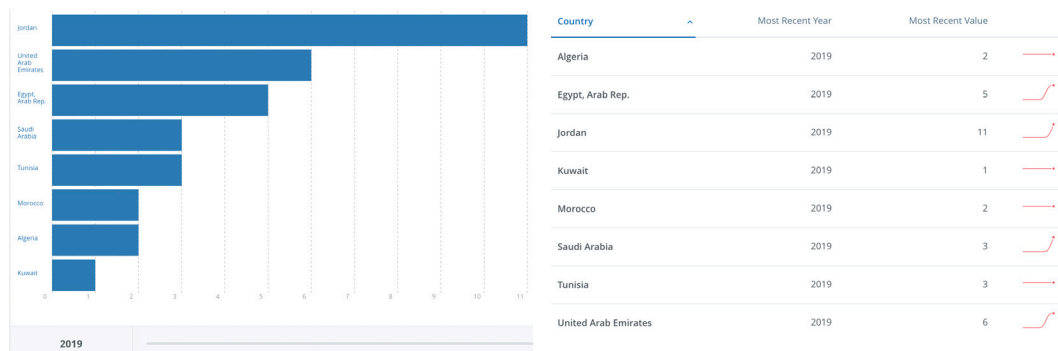 Jordan
United
Arab
Emirates
Egypt,
Arab Rep.
Saudi
Arabia
Tunisia
Morocco
Algeria
Kuwait
0 1 2 3 4 5 6 7 8 9 10 11
2019
Country Most Recent Year Most Recent Value
Algeria 2019 2
Egypt, Arab Rep. 2019 5
Jordan 2019 11
Kuwait 2019 1
Morocco 2019 2
Saudi Arabia 2019 3
Tunisia 2019 3
United Arab Emirates 2019 6